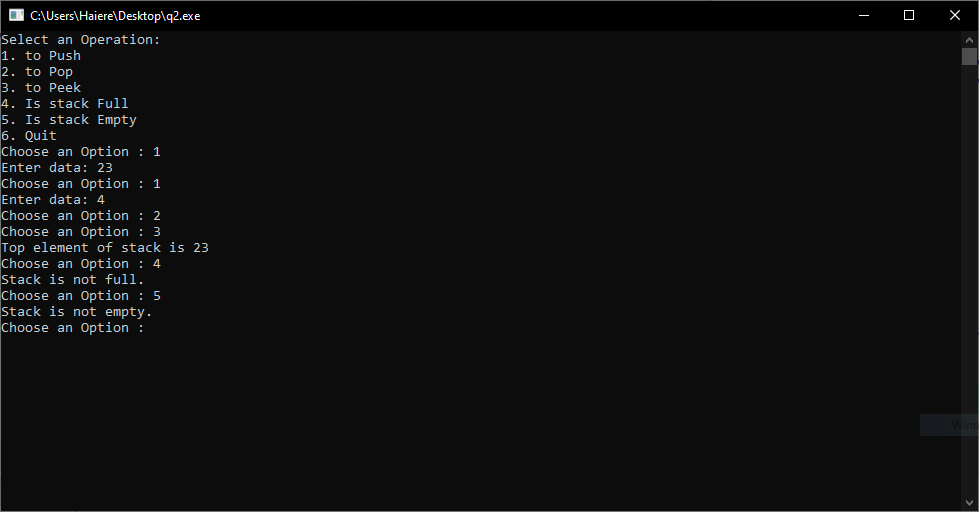 C:\Users\Haiere\Desktop\q2.exe
Select an Operation:
1. to Push
2. to Pop
3. to Peek
4. Is stack Full
5. Is stack Empty
6. Quit
Choose an Option : 1
Enter data: 23
Choose an Option : 1
Enter data: 4
Choose an Option : 2
Choose an Option : 3
Top element of stack is 23
Choose an Option : 4
Stack is not full.
Choose an Option : 5
Stack is not empty.
Choose an Option :